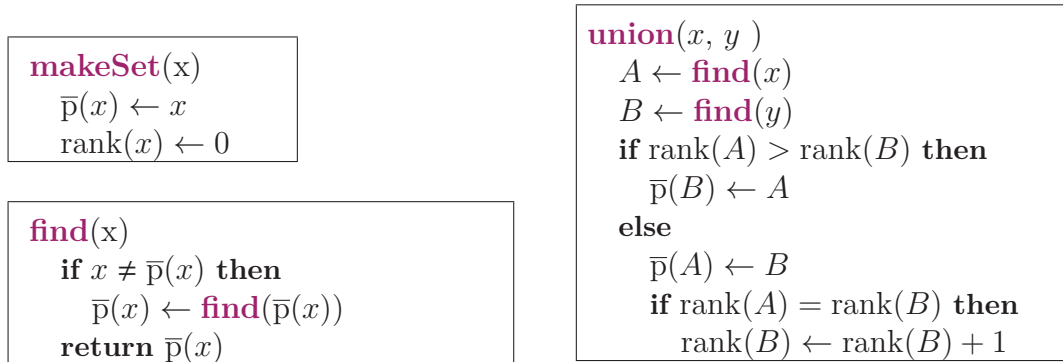 makeSet(x)
p̅(x) ← x
rank(x) ← 0
find(x)
if x ≠ p̅(x) then
p̅(x) ← find(p̅(x))
return p̅(x)
union(x, y )
A ← find(x)
B ← find(y)
if rank(A) > rank(B) then
p̅(B) ← A
else
p̅(A) ← B
if rank(A) = rank(B) then
rank(B) ← rank(B) + 1